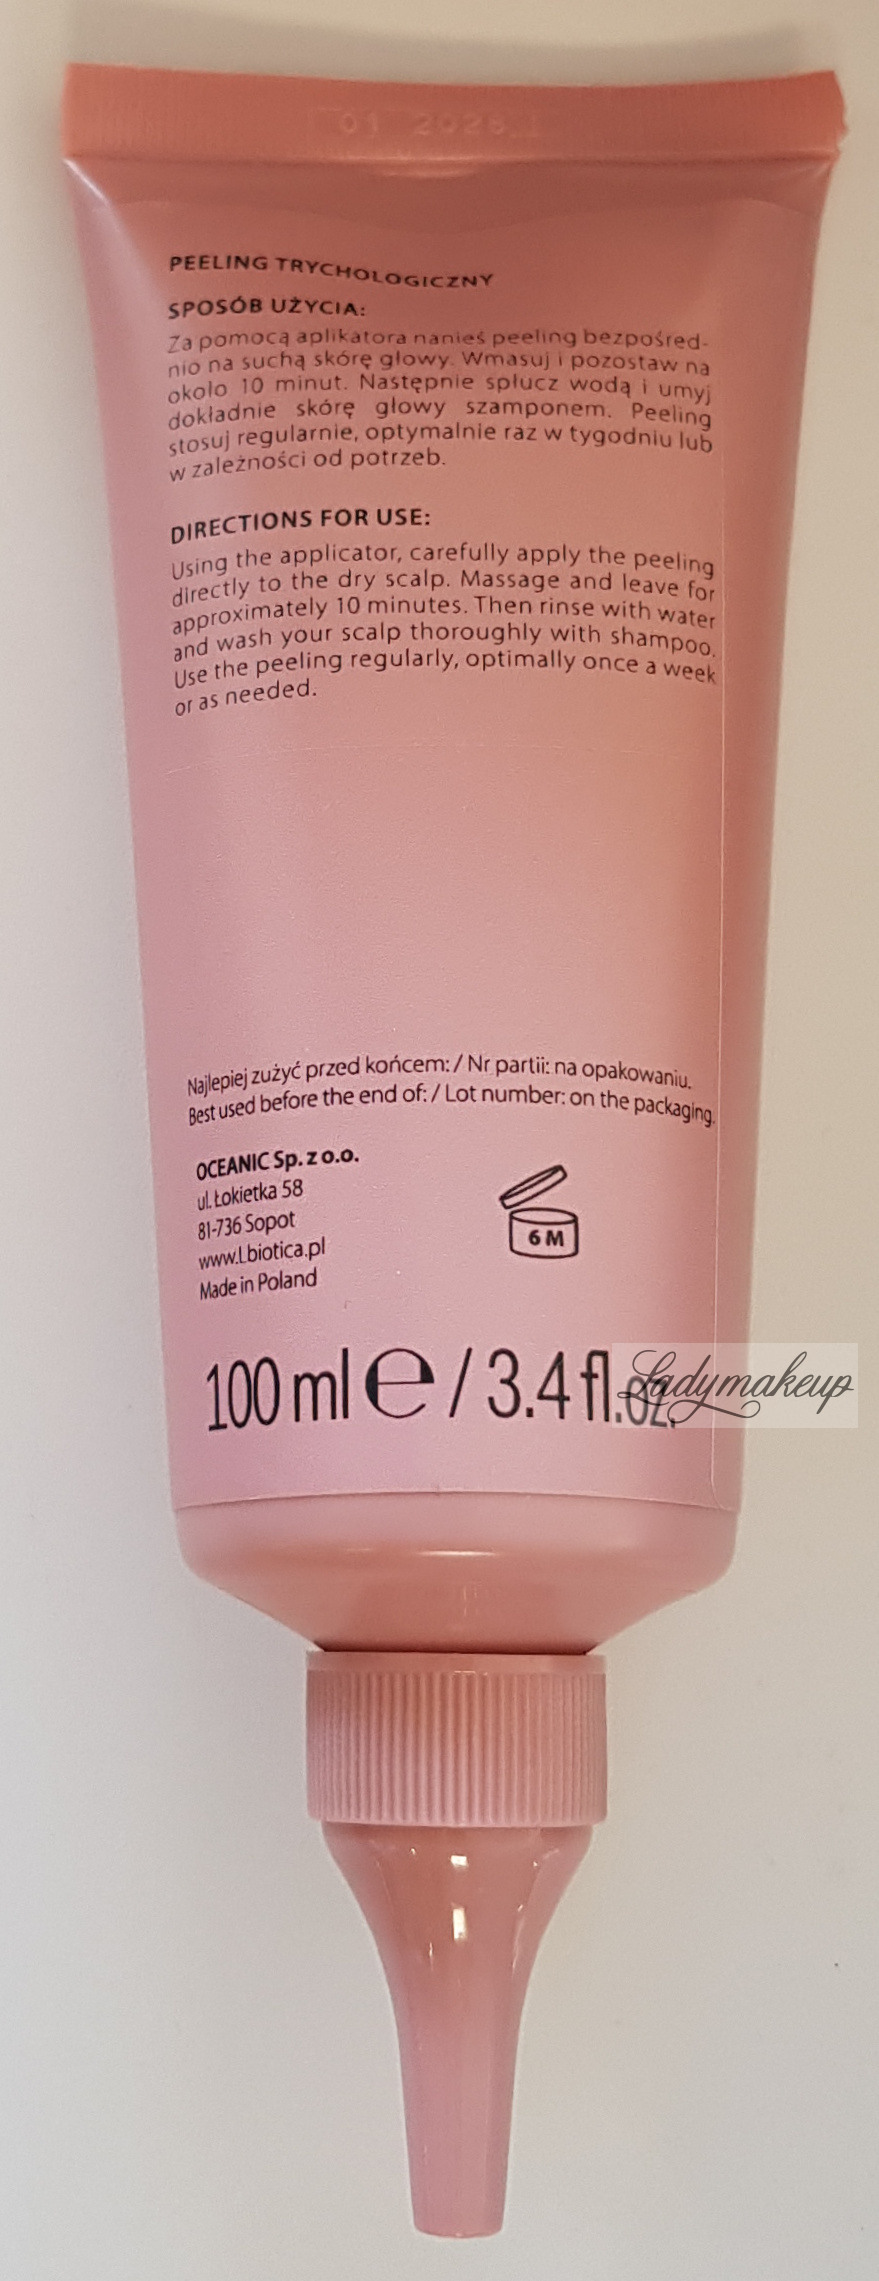 01 2026.1
PEELING TRYCHOLOGICZNY
SPOSÓB UŻYCIA:
Za pomocą aplikatora nanieś peeling bezpośred-
nio na suchą skórę głowy. Wmasuj i pozostaw na
około 10 minut. Następnie spłucz wodą i umyj
dokładnie skórę głowy szamponem. Peeling
stosuj regularnie, optymalnie raz w tygodniu lub
w zależności od potrzeb.
DIRECTIONS FOR USE:
Using the applicator, carefully apply the peeling
directly to the dry scalp. Massage and leave for
approximately 10 minutes. Then rinse with water
and wash your scalp thoroughly with shampoo.
Use the peeling regularly, optimally once a week
or as needed.
Najlepiej zużyć przed końcem: / Nr partii: na opakowaniu.
Best used before the end of: / Lot number: on the packaging.
OCEANIC Sp. z o.o.
ul. Łokietka 58
81-736 Sopot
www.Lbiotica.pl
Made in Poland
6 M
100 ml e / 3.4 fl.oz.
Ladymakeup